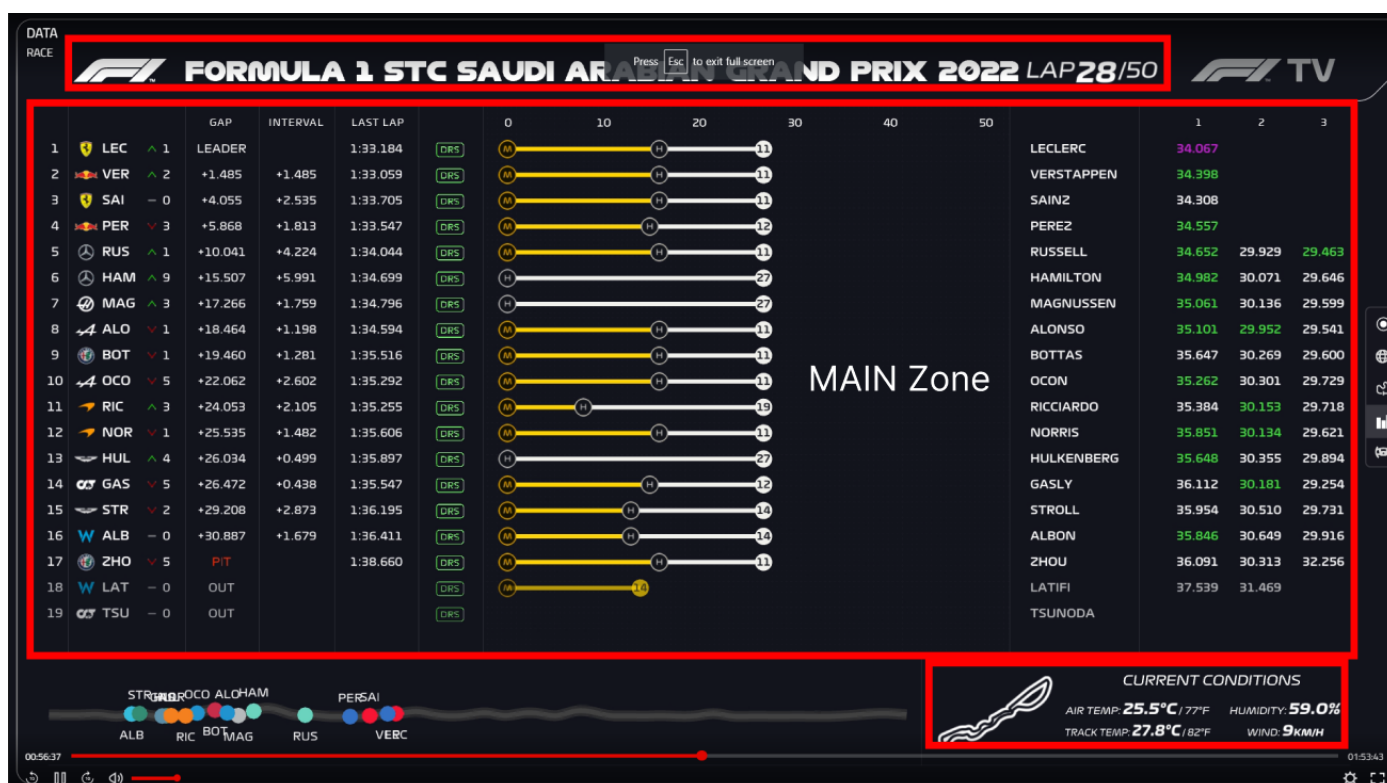 DATA
RACE
Press Esc to exit full screen
F1 FORMULA 1 STC SAUDI ARABIAN GRAND PRIX 2022 LAP 28/50 F1 TV
GAP INTERVAL LAST LAP 0 10 20 30 40 50 1 2 3
1 LEC 1 LEADER 1:33.184 DRS M H 11 LECLERC 34.067
2 VER 2 +1.485 +1.485 1:33.059 DRS M H 11 VERSTAPPEN 34.398
3 SAI – 0 +4.055 +2.535 1:33.705 DRS M H 11 SAINZ 34.308
4 PER 3 +5.868 +1.813 1:33.547 DRS M H 12 PEREZ 34.557
5 RUS 1 +10.041 +4.224 1:34.044 DRS M H 11 RUSSELL 34.652 29.929 29.463
6 HAM 9 +15.507 +5.991 1:34.699 DRS H 27 HAMILTON 34.982 30.071 29.646
7 MAG 3 +17.266 +1.759 1:34.796 DRS H 27 MAGNUSSEN 35.061 30.136 29.599
8 ALO 1 +18.464 +1.198 1:34.594 DRS M H 11 ALONSO 35.101 29.952 29.541
9 BOT 1 +19.460 +1.281 1:35.516 DRS M H 11 BOTTAS 35.647 30.269 29.600
10 OCO 5 +22.062 +2.602 1:35.292 DRS M H 11 MAIN Zone OCON 35.262 30.301 29.729
11 RIC 3 +24.053 +2.105 1:35.255 DRS M H 19 RICCIARDO 35.384 30.153 29.718
12 NOR 1 +25.535 +1.482 1:35.606 DRS M H 11 NORRIS 35.851 30.134 29.621
13 HUL 4 +26.034 +0.499 1:35.897 DRS H 27 HULKENBERG 35.648 30.355 29.894
14 GAS 5 +26.472 +0.438 1:35.547 DRS M H 12 GASLY 36.112 30.181 29.254
15 STR 2 +29.208 +2.873 1:36.195 DRS M H 14 STROLL 35.954 30.510 29.731
16 ALB – 0 +30.887 +1.679 1:36.411 DRS M H 14 ALBON 35.846 30.649 29.916
17 ZHO 5 PIT 1:38.660 DRS M H 11 ZHOU 36.091 30.313 32.256
18 LAT – 0 OUT DRS M 14 LATIFI 37.539 31.469
19 TSU – 0 OUT DRS TSUNODA
STR OCO ALO HAM PER SAI
ALB RIC BOT MAG RUS VER
CURRENT CONDITIONS
AIR TEMP: 25.5°C / 77°F HUMIDITY: 59.0%
TRACK TEMP: 27.8°C / 82°F WIND: 9KM/H
00:56:37 01:53:43